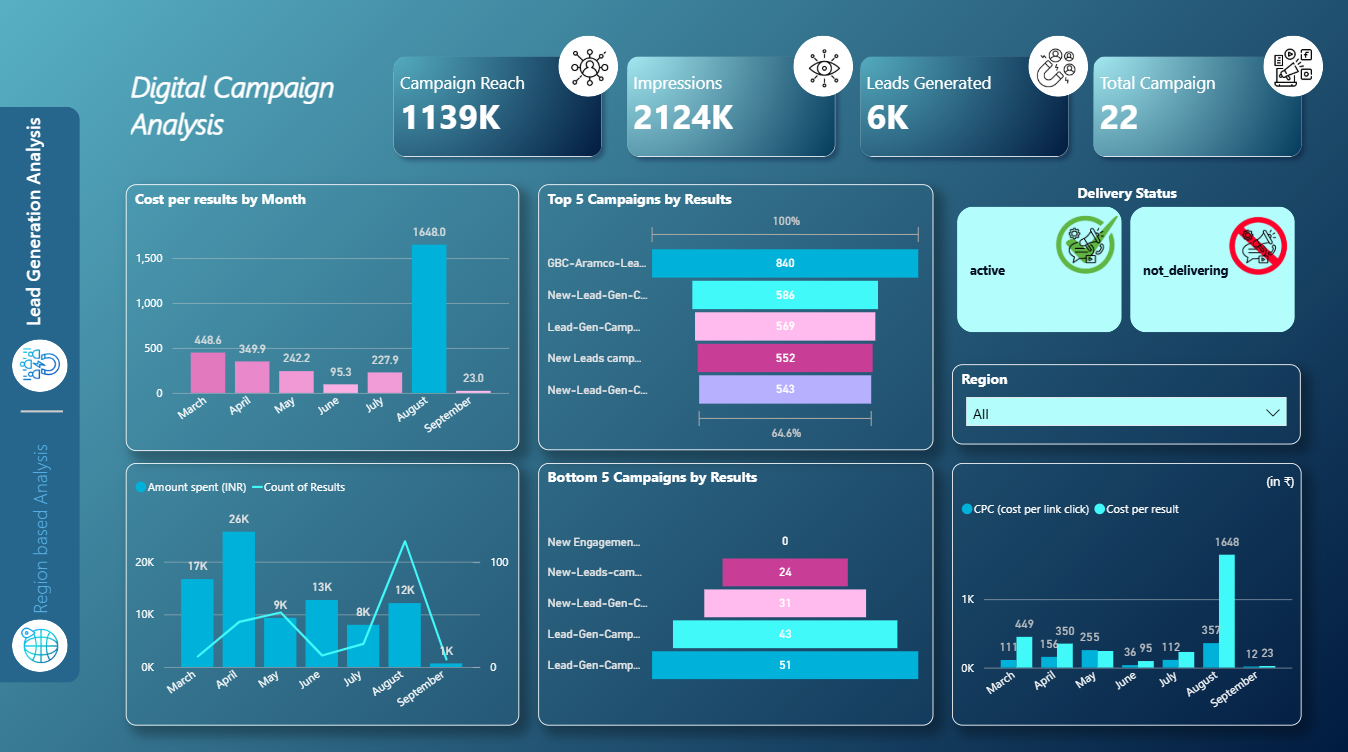 Digital Campaign
Analysis
Campaign Reach
1139K
Impressions
2124K
Leads Generated
6K
Total Campaign
22
Lead Generation Analysis
Region based Analysis
Cost per results by Month
1,500
1,000
500
0
448.6
349.9
242.2
95.3
227.9
1648.0
23.0
March
April
May
June
July
August
September
Top 5 Campaigns by Results
100%
GBC-Aramco-Lea... 840
New-Lead-Gen-C... 586
Lead-Gen-Camp... 569
New Leads camp... 552
New-Lead-Gen-C... 543
64.6%
Delivery Status
active
not_delivering
Region
All
Amount spent (INR) Count of Results
20K
10K
0K
17K
26K
9K
13K
8K
12K
1K
100
0
March
April
May
June
July
August
September
Bottom 5 Campaigns by Results
New Engagemen... 0
New-Leads-cam... 24
New-Lead-Gen-C... 31
Lead-Gen-Camp... 43
Lead-Gen-Camp... 51
(in ₹)
CPC (cost per link click) Cost per result
1K
0K
111
449
156
350
255
36
95
112
357
1648
12
23
March
April
May
June
July
August
September